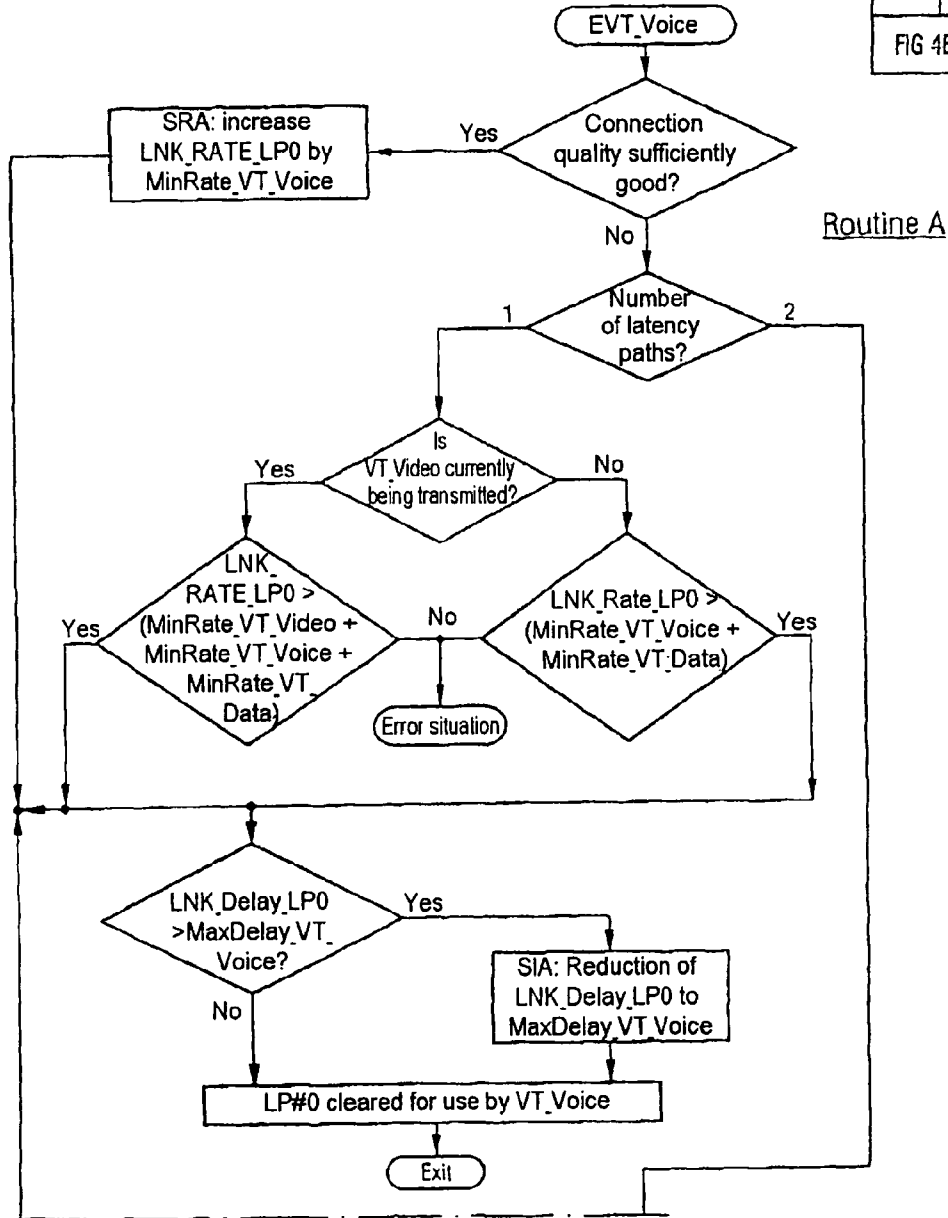 EVT_Voice
FIG 4B
Connection
quality sufficiently
good?
Yes
SRA: increase
LNK_RATE_LP0 by
MinRate_VT_Voice
No
Routine A
Number
of latency
paths?
1
2
Is
VT_Video currently
being transmitted?
Yes
No
LNK_
RATE_LP0 >
(MinRate_VT_Video +
MinRate_VT_Voice +
MinRate_VT_
Data)
Yes
No
LNK_Rate_LP0 >
(MinRate_VT_Voice +
MinRate_VT_Data)
Yes
Error situation
LNK_Delay_LP0
>MaxDelay_VT_
Voice?
Yes
No
SIA: Reduction of
LNK_Delay_LP0 to
MaxDelay_VT_Voice
LP#0 cleared for use by VT_Voice
Exit